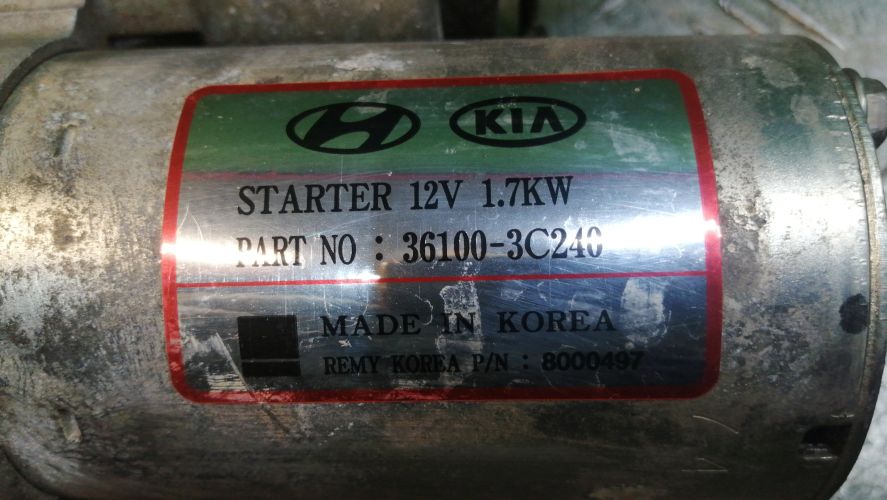 KIA
STARTER 12V 1.7KW
PART NO : 36100-3C240
MADE IN KOREA
REMY KOREA P/N : 8000497